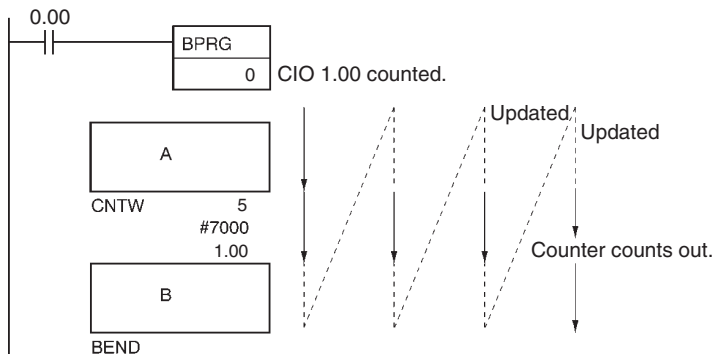 0.00
BPRG
0 CIO 1.00 counted.
Updated
Updated
A
CNTW 5
#7000
1.00
Counter counts out.
B
BEND